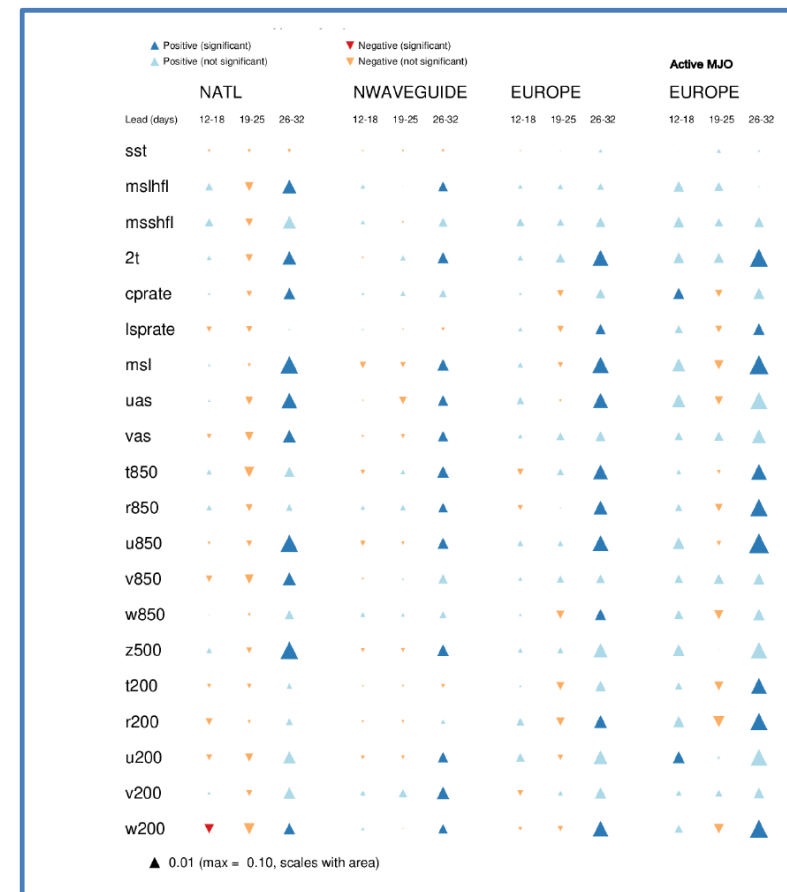 Positive (significant) Negative (significant)
Positive (not significant) Negative (not significant)
Active MJO
NATL NWAVEGUIDE EUROPE EUROPE
Lead (days) 12-18 19-25 26-32 12-18 19-25 26-32 12-18 19-25 26-32 12-18 19-25 26-32
sst
mslhfl
msshfl
2t
cprate
lsprate
msl
uas
vas
t850
r850
u850
v850
w850
z500
t200
r200
u200
v200
w200
0.01 (max = 0.10, scales with area)